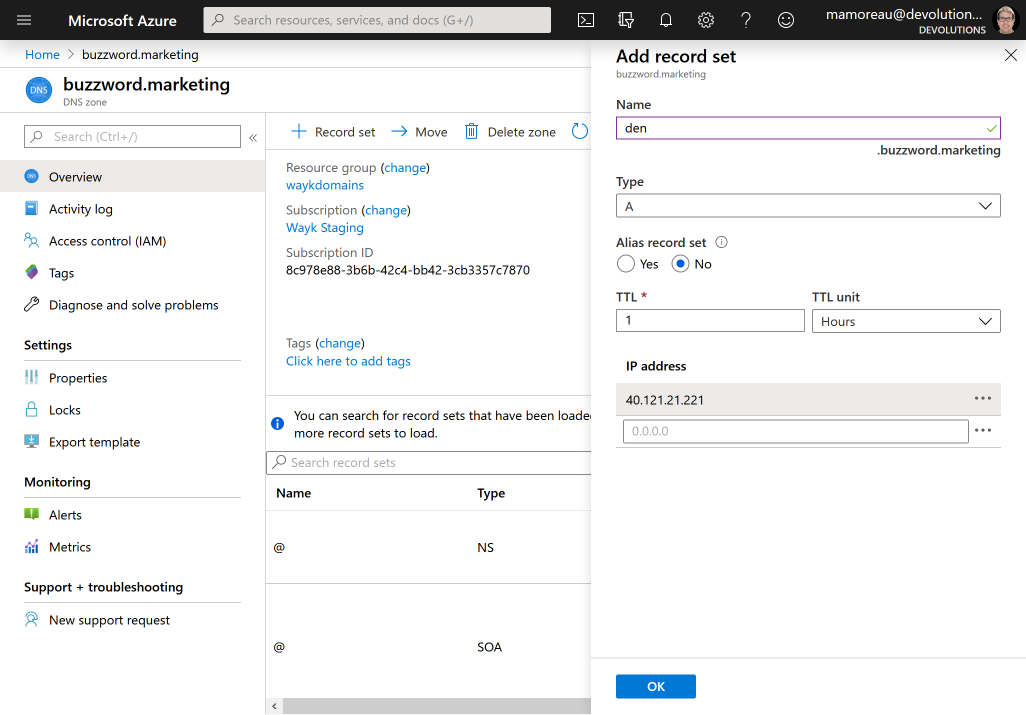 Microsoft Azure
Search resources, services, and docs (G+/)
mamoreau@devolution...
DEVOLUTIONS
Home > buzzword.marketing
DNS
buzzword.marketing
DNS zone
Search (Ctrl+/)
«
Overview
Activity log
Access control (IAM)
Tags
Diagnose and solve problems
Settings
Properties
Locks
Export template
Monitoring
Alerts
Metrics
Support + troubleshooting
New support request
Record set
Move
Delete zone
Resource group (change)
waykdomains
Subscription (change)
Wayk Staging
Subscription ID
8c978e88-3b6b-42c4-bb42-3cb3357c7870
Tags (change)
Click here to add tags
You can search for record sets that have been loade
more record sets to load.
Search record sets
Name Type
@ NS
@ SOA
Add record set
buzzword.marketing
Name
den
.buzzword.marketing
Type
A
Alias record set
Yes No
TTL * TTL unit
1 Hours
IP address
40.121.21.221
0.0.0.0
OK